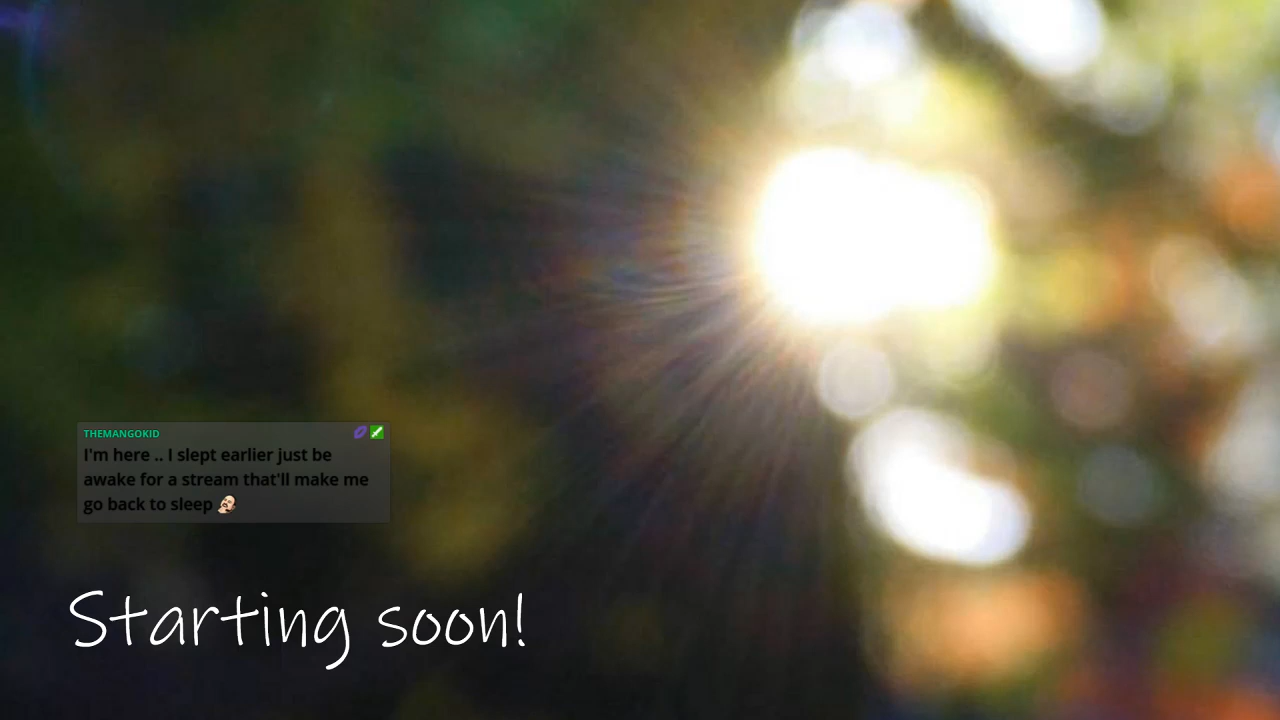 THEMANGOKID
I'm here .. I slept earlier just be
awake for a stream that'll make me
go back to sleep
Starting soon!